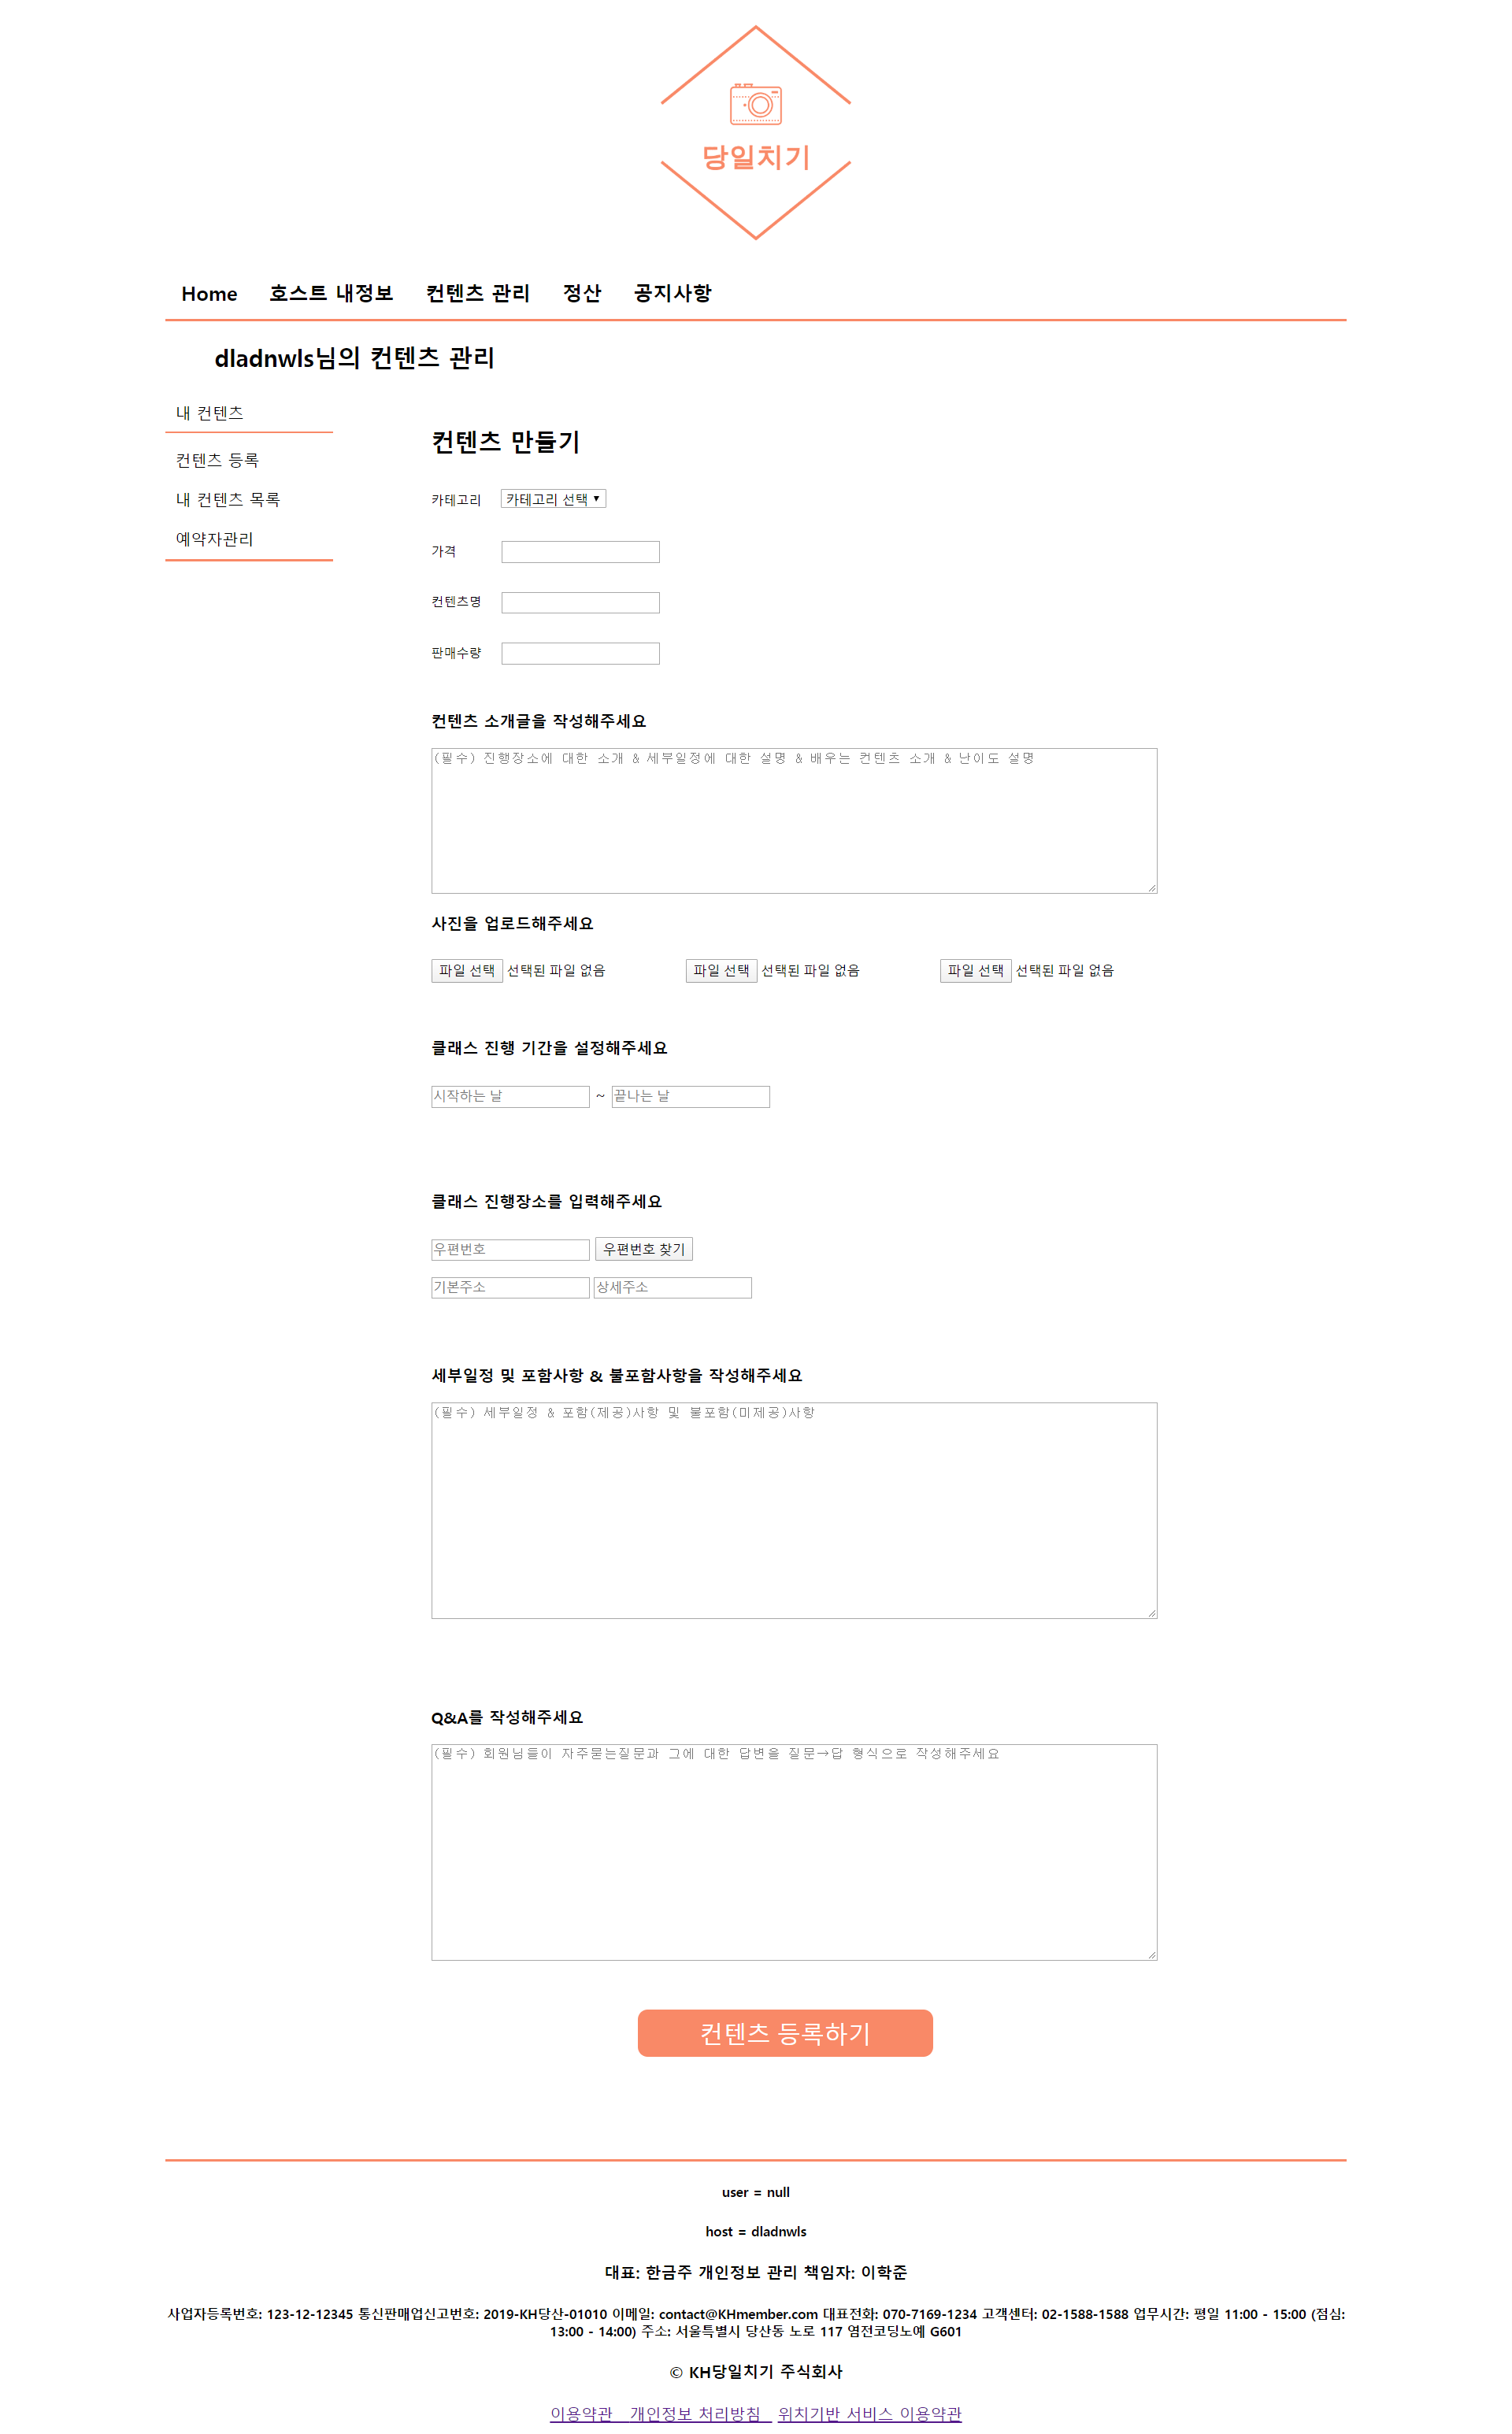 당일치기
Home 호스트 내정보 컨텐츠 관리 정산 공지사항
dladnwls님의 컨텐츠 관리
내 컨텐츠
컨텐츠 등록
내 컨텐츠 목록
예약자관리
컨텐츠 만들기
카테고리 카테고리 선택
가격
컨텐츠명
판매수량
컨텐츠 소개글을 작성해주세요
(필수) 진행장소에 대한 소개 & 세부일정에 대한 설명 & 배우는 컨텐츠 소개 & 난이도 설명
사진을 업로드해주세요
파일 선택 선택된 파일 없음 파일 선택 선택된 파일 없음 파일 선택 선택된 파일 없음
클래스 진행 기간을 설정해주세요
시작하는 날 ~ 끝나는 날
클래스 진행장소를 입력해주세요
우편번호 우편번호 찾기
기본주소 상세주소
세부일정 및 포함사항 & 불포함사항을 작성해주세요
(필수) 세부일정 & 포함(제공)사항 및 불포함(미제공)사항
Q&A를 작성해주세요
(필수) 회원님들이 자주묻는질문과 그에 대한 답변을 질문→답 형식으로 작성해주세요
컨텐츠 등록하기
user = null
host = dladnwls
대표: 한금주 개인정보 관리 책임자: 이학준
사업자등록번호: 123-12-12345 통신판매업신고번호: 2019-KH당산-01010 이메일: contact@KHmember.com 대표전화: 070-7169-1234 고객센터: 02-1588-1588 업무시간: 평일 11:00 - 15:00 (점심:
13:00 - 14:00) 주소: 서울특별시 당산동 노로 117 염전코딩노예 G601
© KH당일치기 주식회사
이용약관 개인정보 처리방침 위치기반 서비스 이용약관